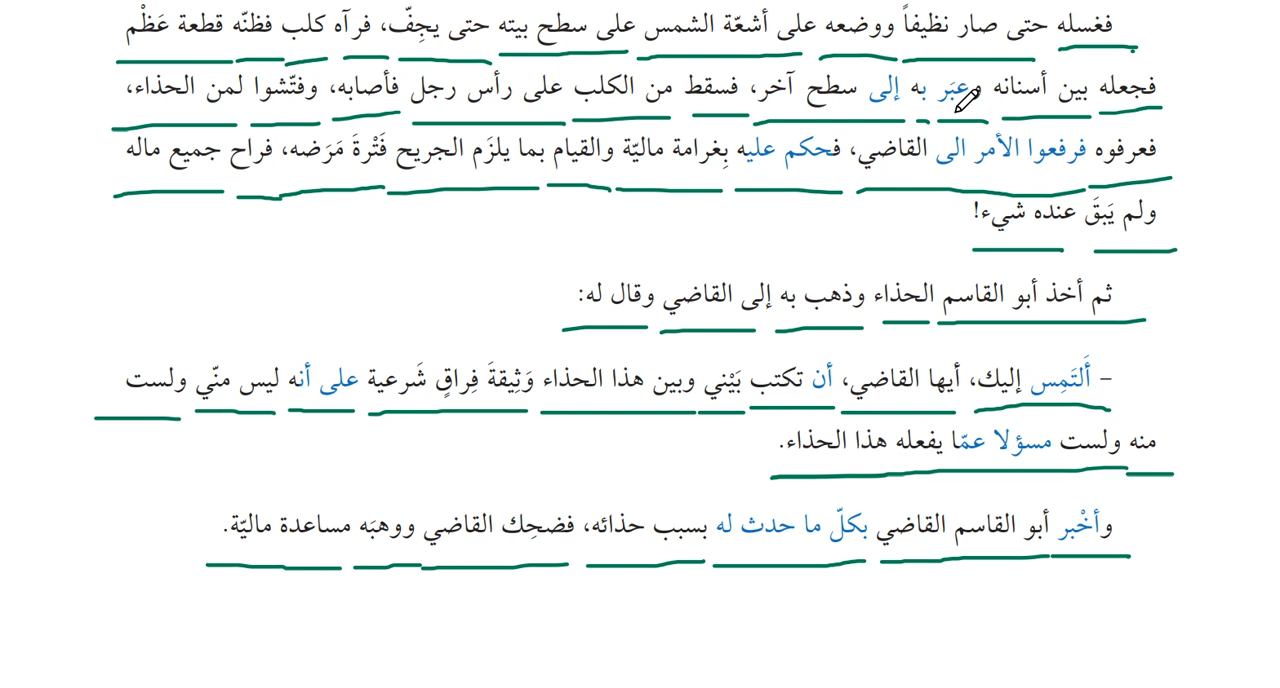 فغسله حتى صار نظيفاً ووضعه على أشعّة الشمس على سطح بيته حتى يجِفّ، فرآه كلب فظنّه قطعة عَظْم
فجعله بين أسنانه وعبَر به إلى سطح آخر، فسقط من الكلب على رأس رجل فأصابه، وفتّشوا لمن الحذاء،
فعرفوه فرفعوا الأمر الى القاضي، فحكم عليه بِغرامة ماليّة والقيام بما يلزَم الجريح فَتْرةَ مَرَضه، فراح جميع ماله
ولم يَبقَ عنده شيء!
ثم أخذ أبو القاسم الحذاء وذهب به إلى القاضي وقال له:
– أَلتَمِس إليك، أيها القاضي، أن تكتب بَيْني وبين هذا الحذاء وَثِيقةَ فِراقٍ شَرعية على أنه ليس منّي ولست
منه ولست مسؤلا عمّا يفعله هذا الحذاء.
وأخْبر أبو القاسم القاضي بكلّ ما حدث له بسبب حذائه، فضحِك القاضي ووهبَه مساعدة ماليّة.